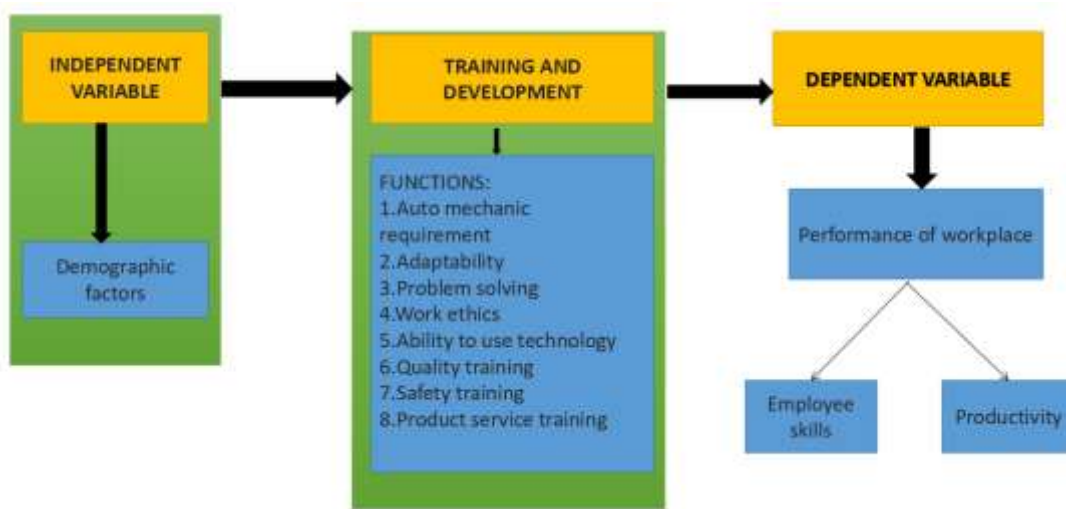 INDEPENDENT
VARIABLE
Demographic
factors
TRAINING AND
DEVELOPMENT
FUNCTIONS:
1.Auto mechanic
requirement
2.Adaptability
3.Problem solving
4.Work ethics
5.Ability to use technology
6.Quality training
7.Safety training
8.Product service training
DEPENDENT VARIABLE
Performance of workplace
Employee
skills
Productivity